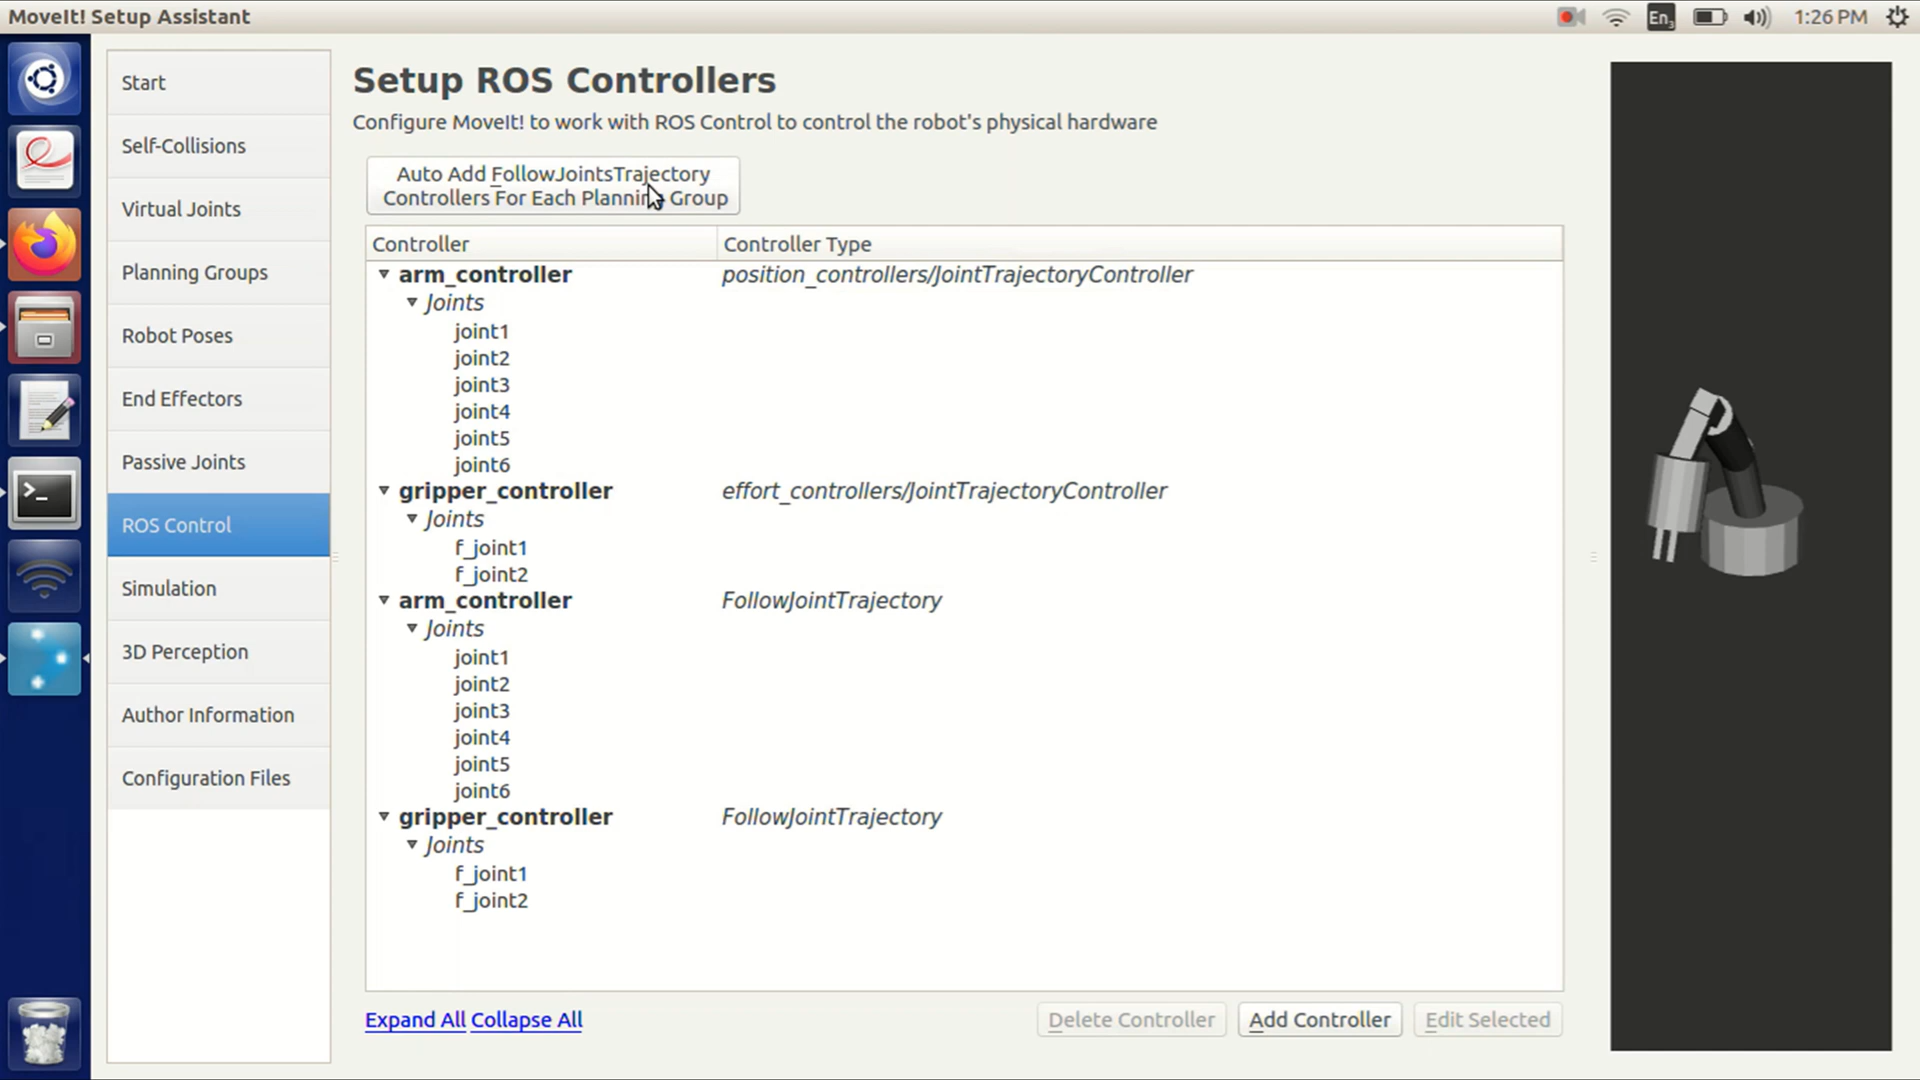 MoveIt! Setup Assistant
En
3
1:26 PM
Start
Self-Collisions
Virtual Joints
Planning Groups
Robot Poses
End Effectors
Passive Joints
ROS Control
Simulation
3D Perception
Author Information
Configuration Files
Setup ROS Controllers
Configure MoveIt! to work with ROS Control to control the robot's physical hardware
Auto Add FollowJointsTrajectory
Controllers For Each Planning Group
Controller Controller Type
arm_controller position_controllers/JointTrajectoryController
Joints
joint1
joint2
joint3
joint4
joint5
joint6
gripper_controller effort_controllers/JointTrajectoryController
Joints
f_joint1
f_joint2
arm_controller FollowJointTrajectory
Joints
joint1
joint2
joint3
joint4
joint5
joint6
gripper_controller FollowJointTrajectory
Joints
f_joint1
f_joint2
Expand All Collapse All
Delete Controller Add Controller Edit Selected